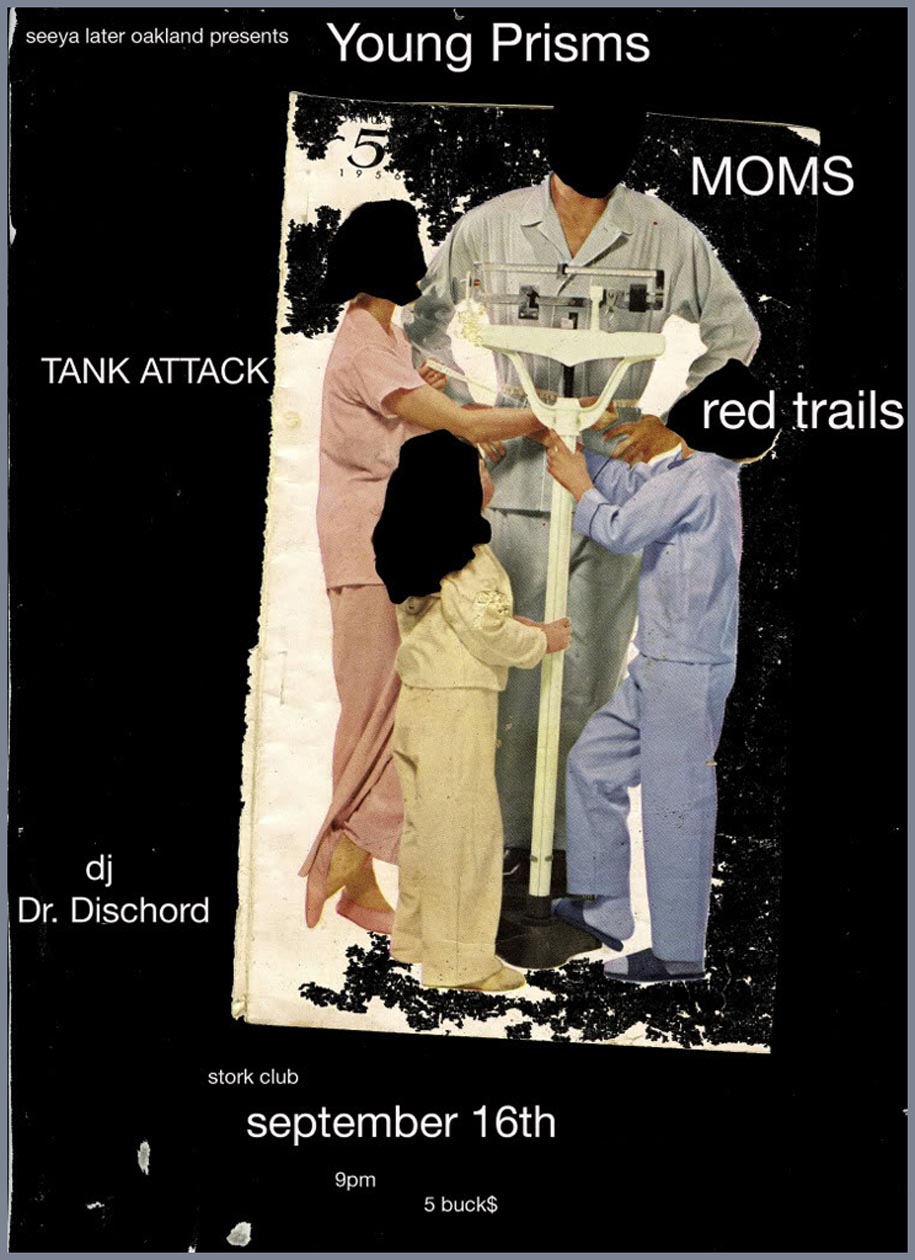 seeya later oakland presents
Young Prisms
5
1956
MOMS
TANK ATTACK
red trails
dj
Dr. Dischord
stork club
september 16th
9pm
5 buck$